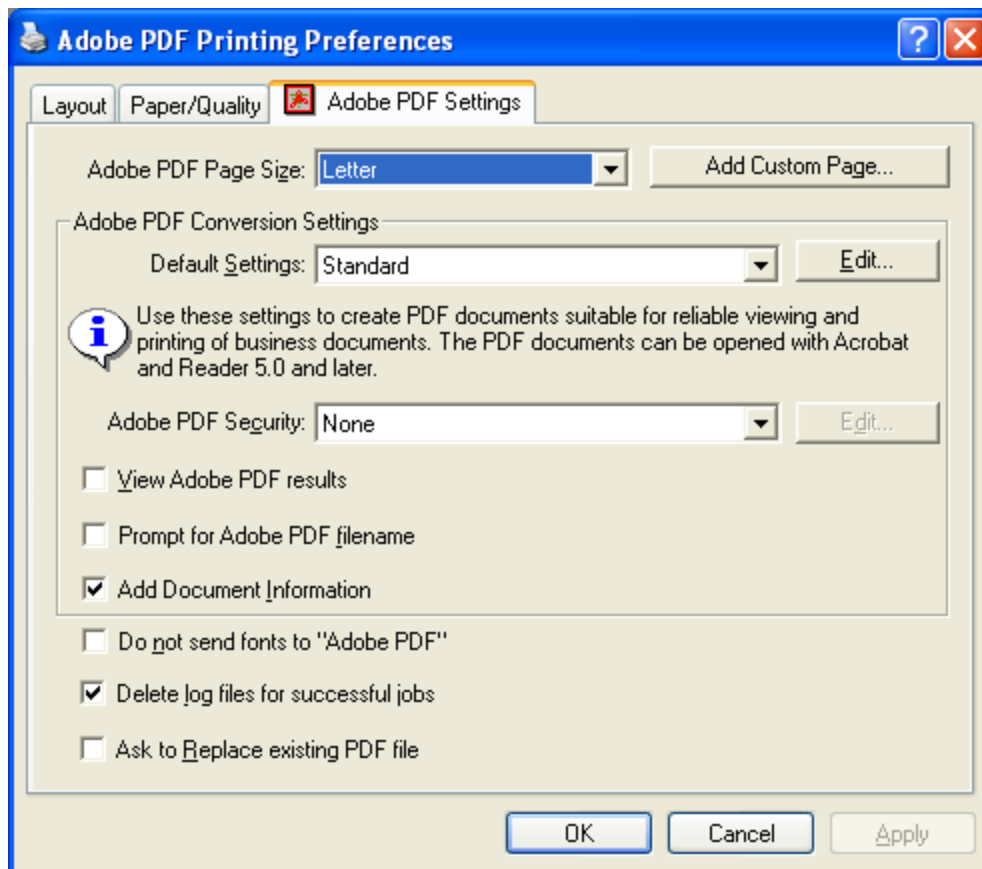 Adobe PDF Printing Preferences
Layout
Paper/Quality
Adobe PDF Settings
Adobe PDF Page Size: Letter
Add Custom Page...
Adobe PDF Conversion Settings
Default Settings: Standard
Edit...
Use these settings to create PDF documents suitable for reliable viewing and
printing of business documents. The PDF documents can be opened with Acrobat
and Reader 5.0 and later.
Adobe PDF Security: None
Edit...
View Adobe PDF results
Prompt for Adobe PDF filename
Add Document Information
Do not send fonts to "Adobe PDF"
Delete log files for successful jobs
Ask to Replace existing PDF file
OK
Cancel
Apply